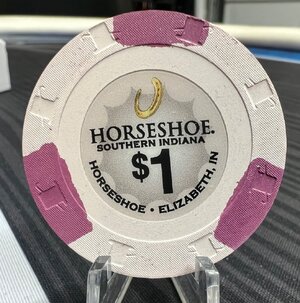 HORSESHOE.
SOUTHERN INDIANA
$1
HORSESHOE • ELIZABETH, IN